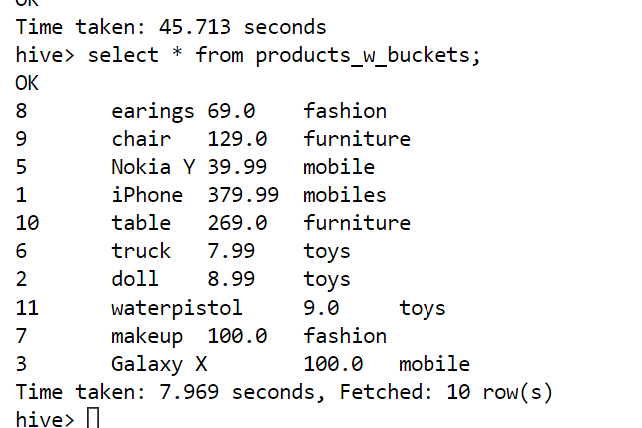 OK
Time taken: 45.713 seconds
hive> select * from products_w_buckets;
OK
8 earings 69.0 fashion
9 chair 129.0 furniture
5 Nokia Y 39.99 mobile
1 iPhone 379.99 mobiles
10 table 269.0 furniture
6 truck 7.99 toys
2 doll 8.99 toys
11 waterpistol 9.0 toys
7 makeup 100.0 fashion
3 Galaxy X 100.0 mobile
Time taken: 7.969 seconds, Fetched: 10 row(s)
hive>